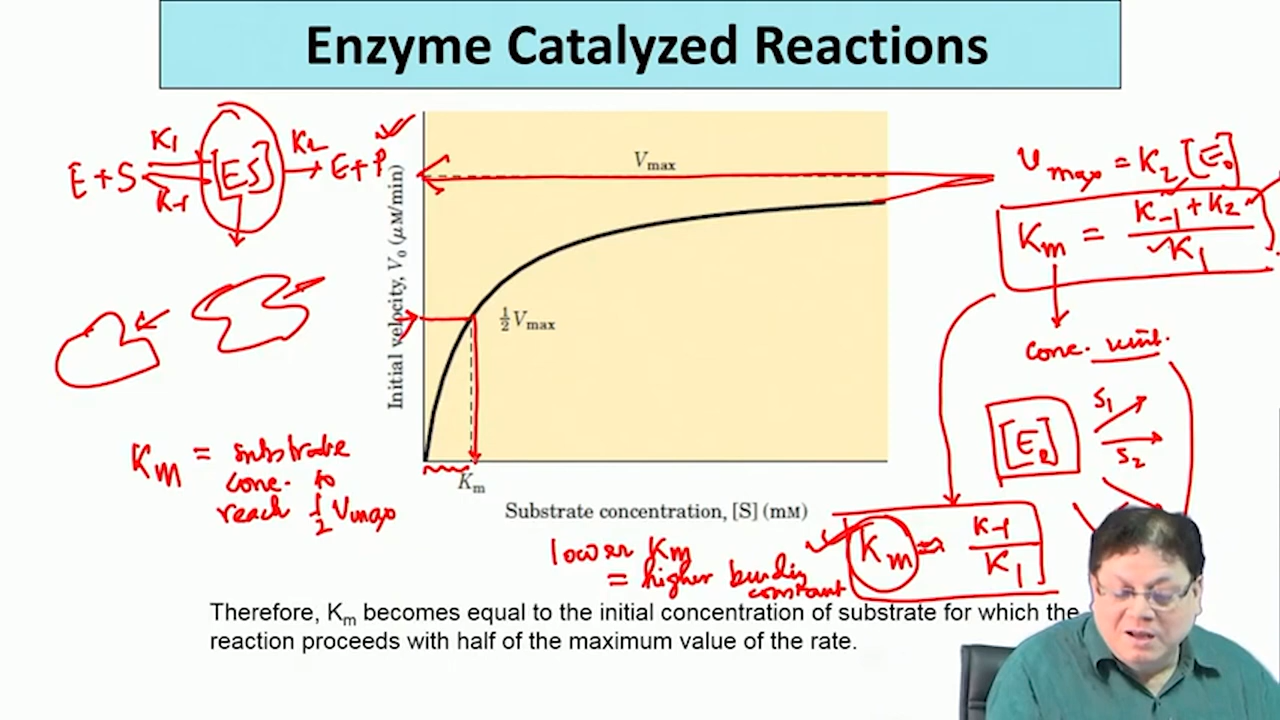 Enzyme Catalyzed Reactions
E+S K1 K-1 [ES] K2 E+P
Vmax
½Vmax
Initial velocity, V0 (μM/min)
Km
Substrate concentration, [S] (mM)
Vmax = K2 [E0]
Km = K-1 + K2 / K1
conc. unit.
S1
S2
Km = substrate
conc. to
reach ½ Vmax
lower Km
= higher binding
constant
Km = K-1 / K1
Therefore, Km becomes equal to the initial concentration of substrate for which the
reaction proceeds with half of the maximum value of the rate.